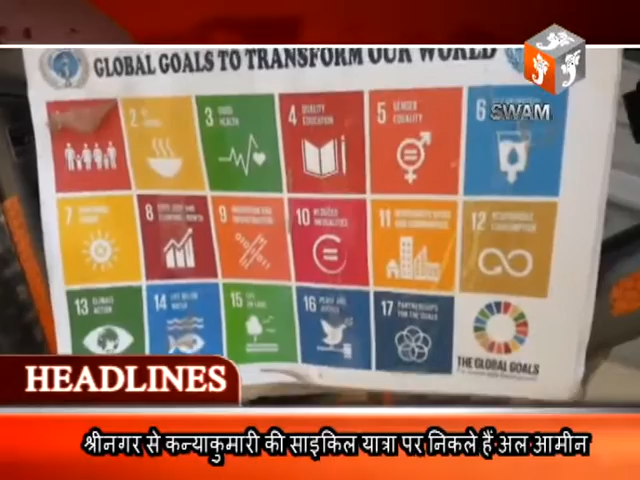 GLOBAL GOALS TO TRANSFORM OUR WORLD
SWAM
1
2
3 GOOD HEALTH
4 QUALITY EDUCATION
5 GENDER EQUALITY
6
7
8
9
10 REDUCED INEQUALITIES
11
12 RESPONSIBLE CONSUMPTION
13 CLIMATE ACTION
14 LIFE BELOW WATER
15 LIFE ON LAND
16 PEACE AND JUSTICE
17 PARTNERSHIPS FOR THE GOALS
THE GLOBAL GOALS
HEADLINES
श्रीनगर से कन्याकुमारी की साइकिल यात्रा पर निकले हैं अल आमीन